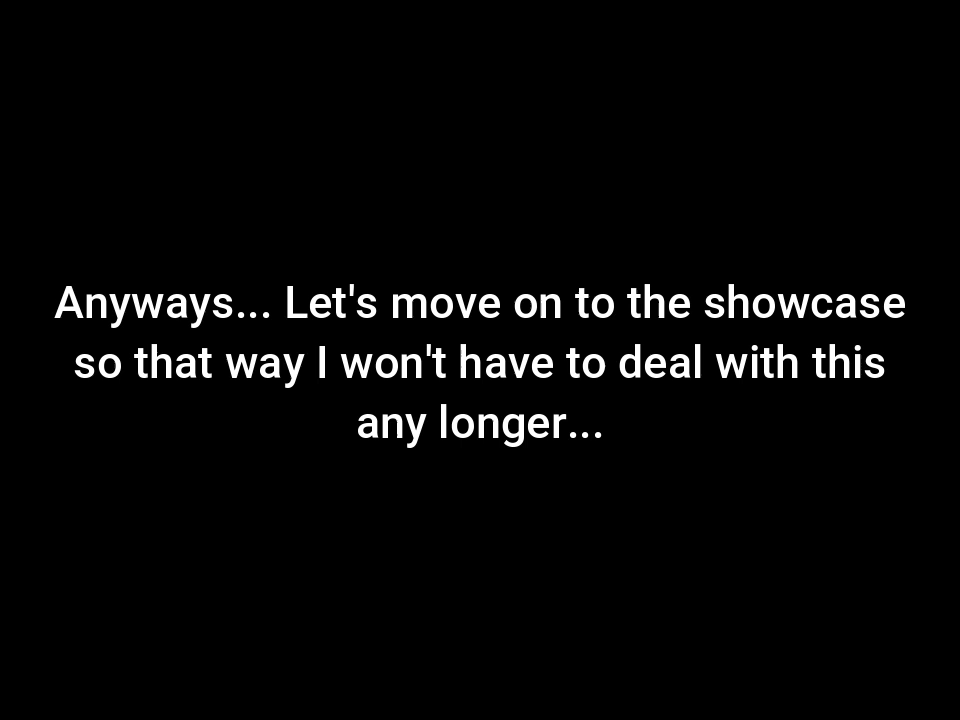 Anyways... Let's move on to the showcase
so that way I won't have to deal with this
any longer...